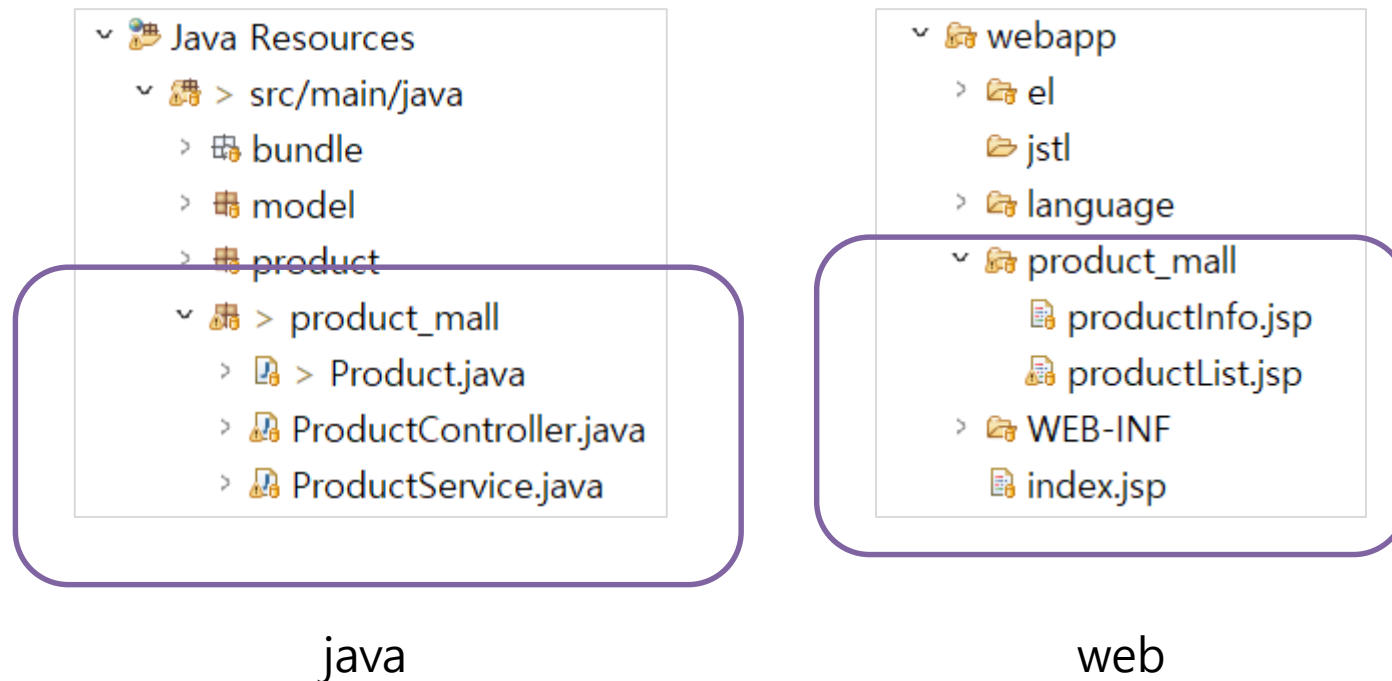 Java Resources
> src/main/java
bundle
model
product
> product_mall
> Product.java
ProductController.java
ProductService.java
java
webapp
el
jstl
language
product_mall
productInfo.jsp
productList.jsp
WEB-INF
index.jsp
web